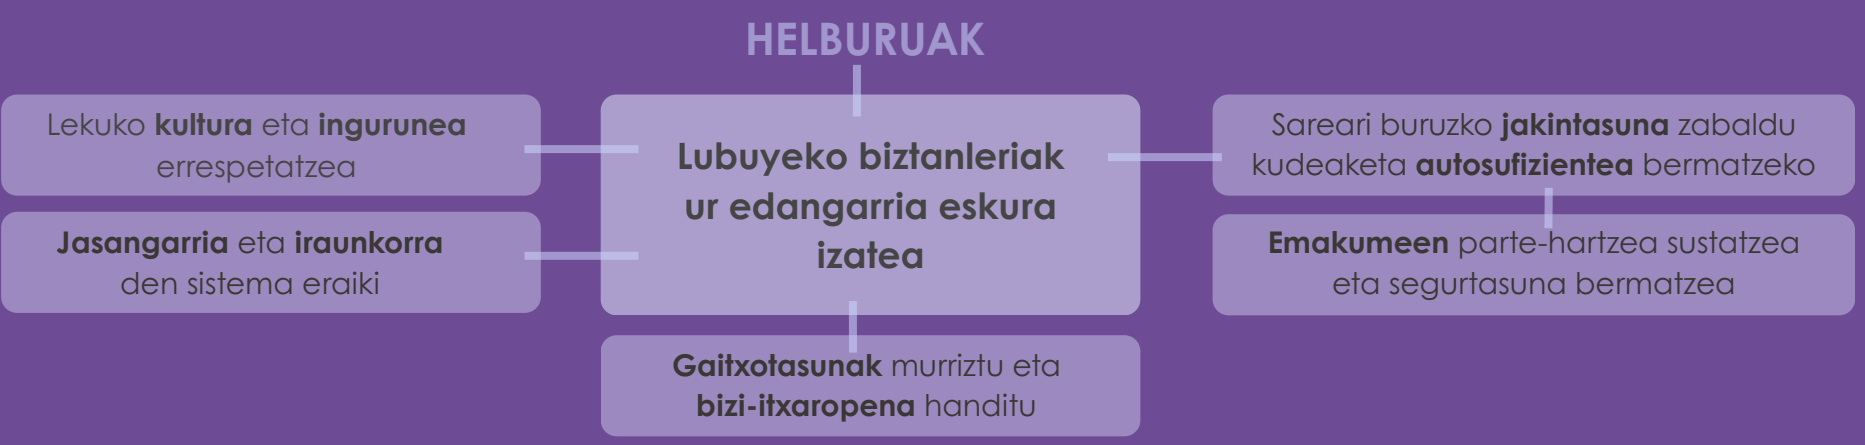 HELBURUAK
Lekuko kultura eta ingurunea
errespetatzea
Jasangarria eta iraunkorra
den sistema eraiki
Lubuyeko biztanleriak
ur edangarria eskura
izatea
Gaitxotasunak murriztu eta
bizi-itxaropena handitu
Sareari buruzko jakintasuna zabaldu
kudeaketa autosufizientea bermatzeko
Emakumeen parte-hartzea sustatzea
eta segurtasuna bermatzea